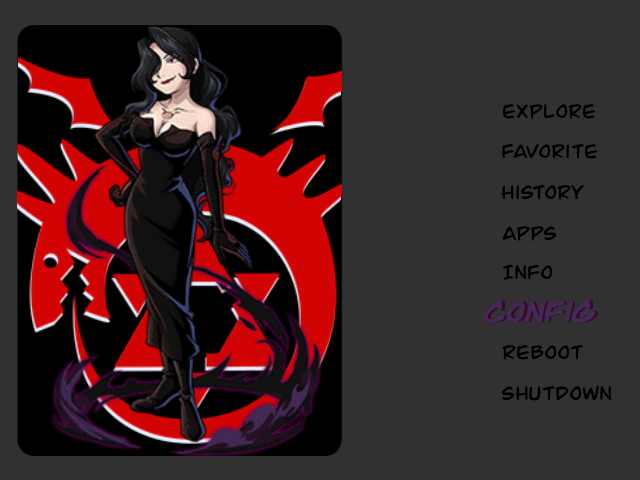 EXPLORE
FAVORITE
HISTORY
APPS
INFO
CONFIG
REBOOT
SHUTDOWN